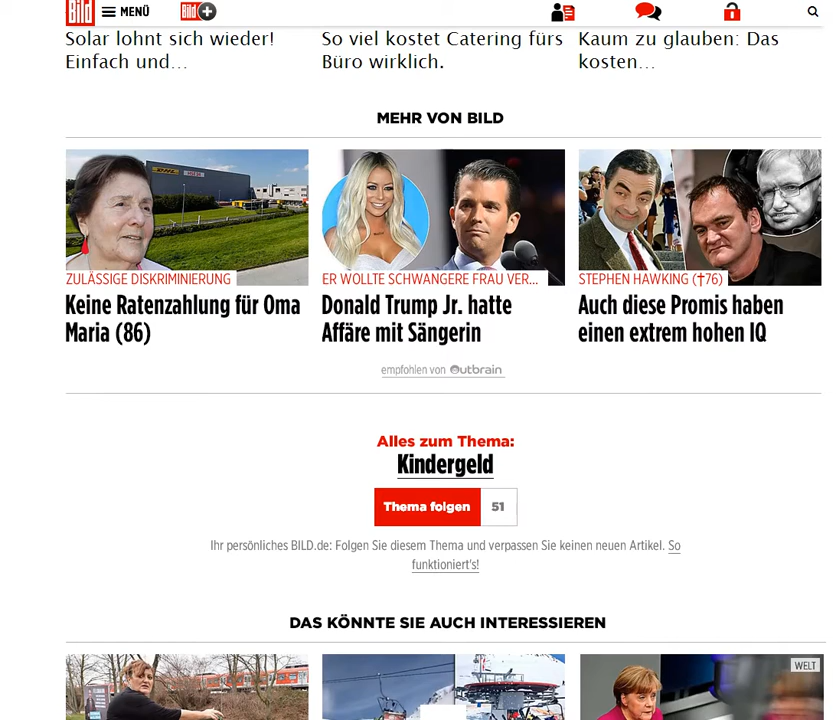 Bild MENÜ Bild+
Solar lohnt sich wieder! Einfach und...
So viel kostet Catering fürs Büro wirklich.
Kaum zu glauben: Das kosten...
MEHR VON BILD
ZULÄSSIGE DISKRIMINIERUNG
Keine Ratenzahlung für Oma
Maria (86)
ER WOLLTE SCHWANGERE FRAU VER...
Donald Trump Jr. hatte
Affäre mit Sängerin
STEPHEN HAWKING (†76)
Auch diese Promis haben
einen extrem hohen IQ
empfohlen von Outbrain
Alles zum Thema:
Kindergeld
Thema folgen 51
Ihr persönliches BILD.de: Folgen Sie diesem Thema und verpassen Sie keinen neuen Artikel. So
funktioniert's!
DAS KÖNNTE SIE AUCH INTERESSIEREN
WELT